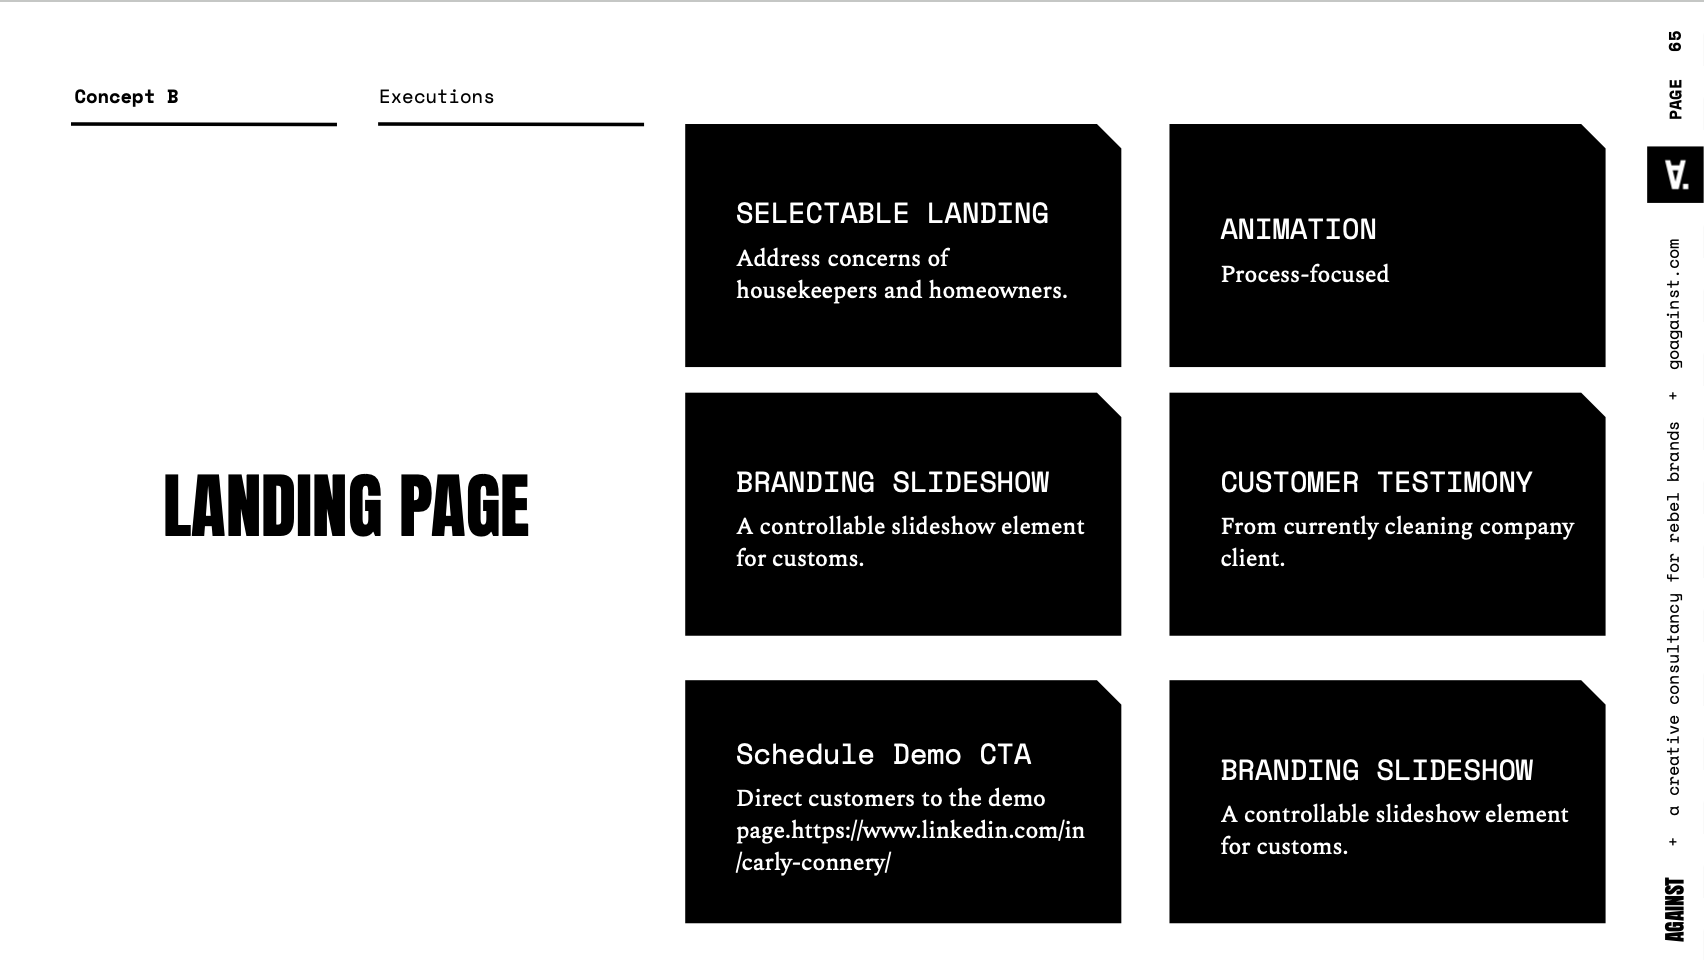 Concept B
Executions
LANDING PAGE
SELECTABLE LANDING
Address concerns of
housekeepers and homeowners.
ANIMATION
Process-focused
BRANDING SLIDESHOW
A controllable slideshow element
for customs.
CUSTOMER TESTIMONY
From currently cleaning company
client.
Schedule Demo CTA
Direct customers to the demo
page.https://www.linkedin.com/in
/carly-connery/
BRANDING SLIDESHOW
A controllable slideshow element
for customs.
AGAINST + a creative consultancy for rebel brands + goagainst.com
A.
PAGE 65